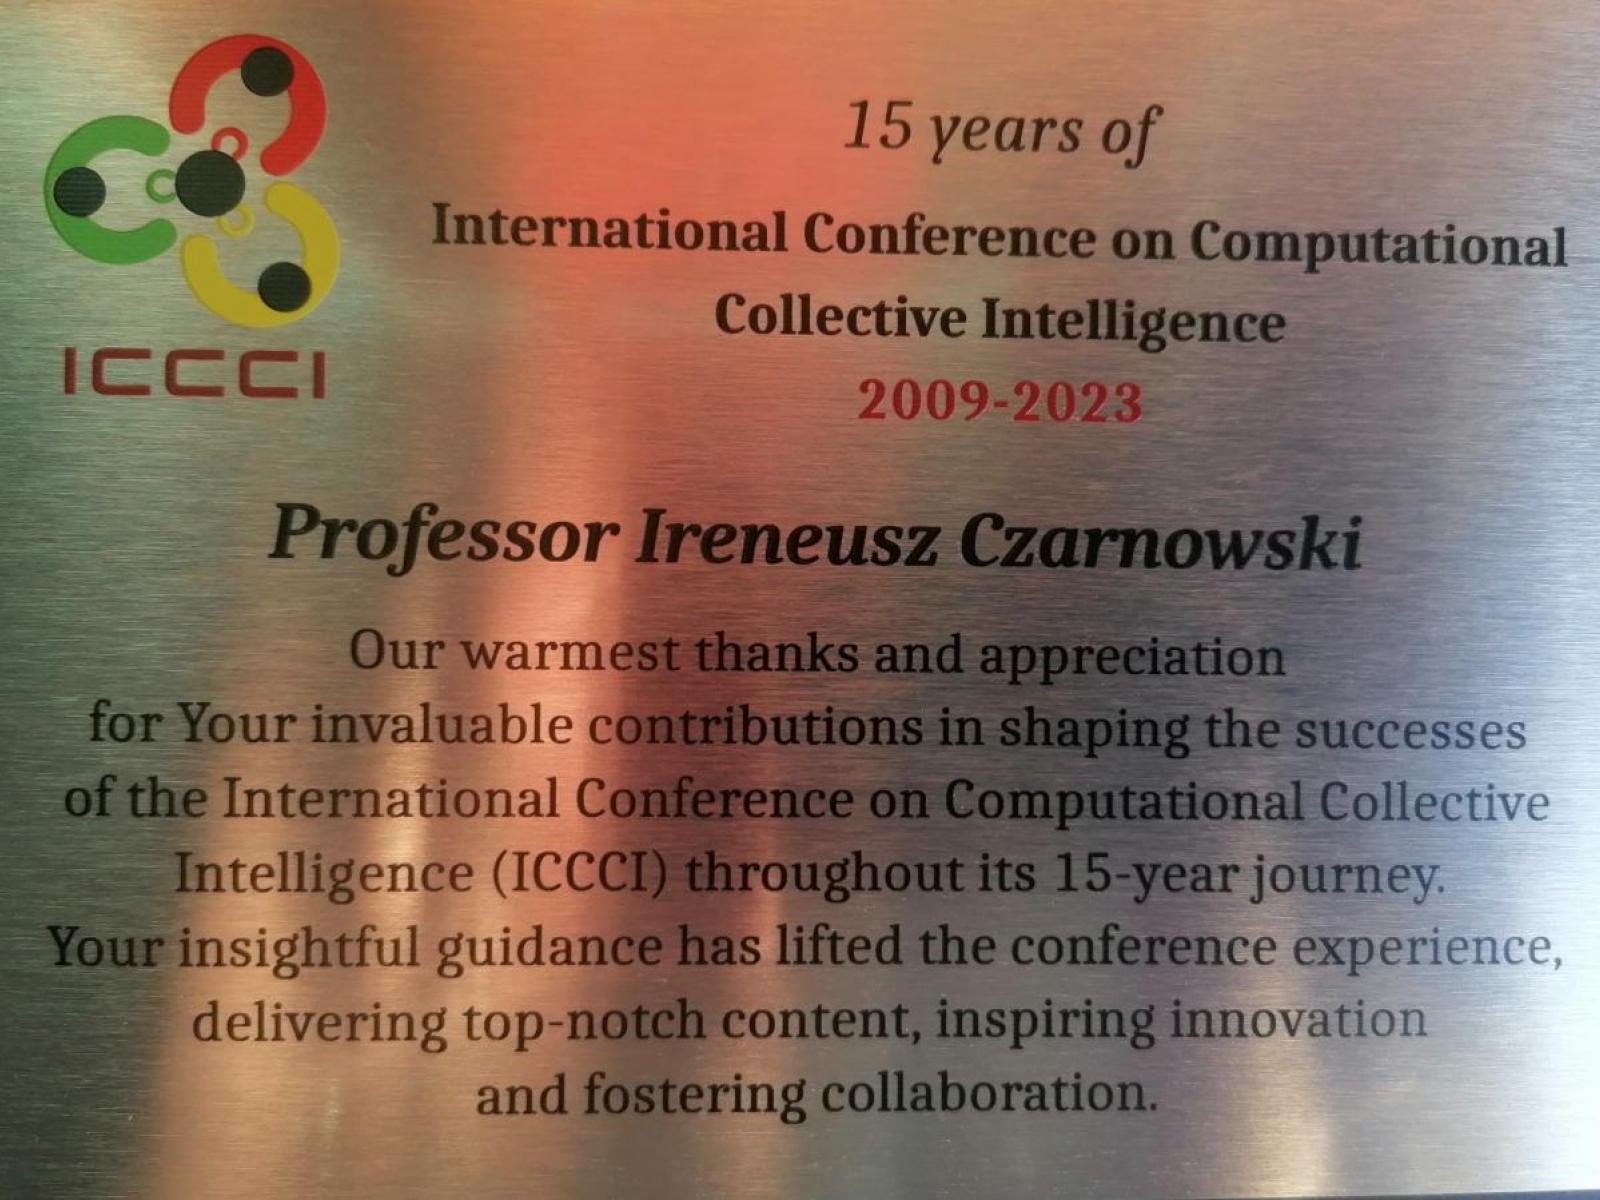 ICCCI
15 years of
International Conference on Computational
Collective Intelligence
2009-2023
Professor Ireneusz Czarnowski
Our warmest thanks and appreciation
for Your invaluable contributions in shaping the successes
of the International Conference on Computational Collective
Intelligence (ICCCI) throughout its 15-year journey.
Your insightful guidance has lifted the conference experience,
delivering top-notch content, inspiring innovation
and fostering collaboration.